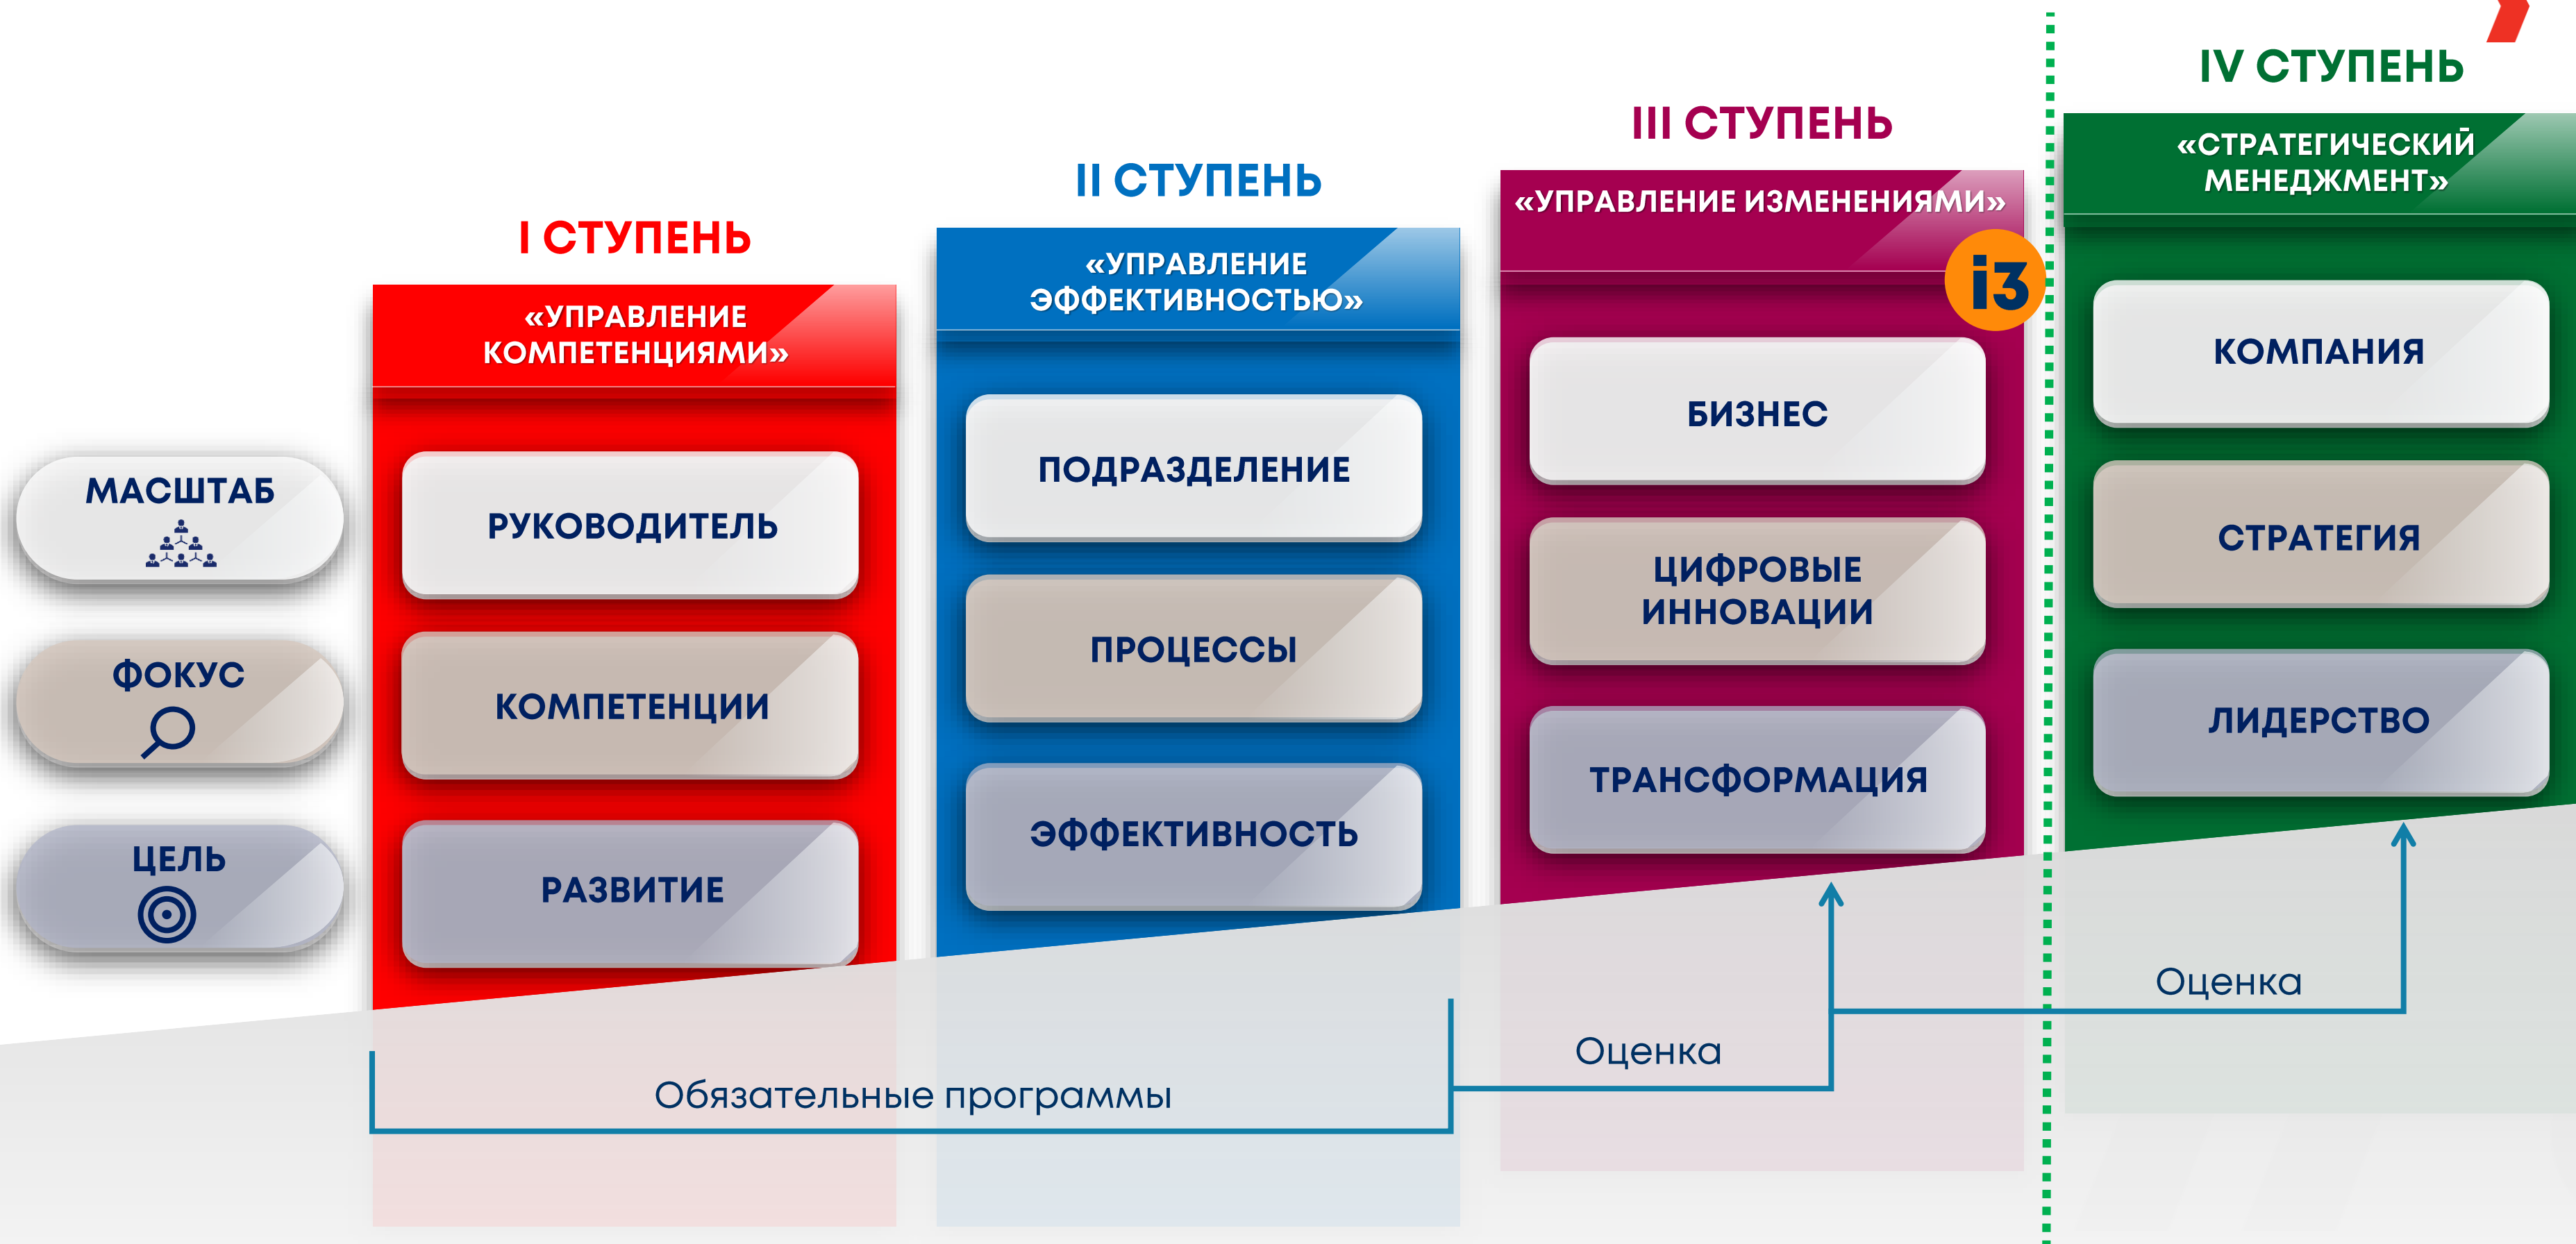 IV СТУПЕНЬ
III СТУПЕНЬ
II СТУПЕНЬ
I СТУПЕНЬ
«СТРАТЕГИЧЕСКИЙ
МЕНЕДЖМЕНТ»
«УПРАВЛЕНИЕ ИЗМЕНЕНИЯМИ»
i3
«УПРАВЛЕНИЕ
ЭФФЕКТИВНОСТЬЮ»
«УПРАВЛЕНИЕ
КОМПЕТЕНЦИЯМИ»
МАСШТАБ
РУКОВОДИТЕЛЬ
ПОДРАЗДЕЛЕНИЕ
БИЗНЕС
КОМПАНИЯ
ФОКУС
КОМПЕТЕНЦИИ
ПРОЦЕССЫ
ЦИФРОВЫЕ
ИННОВАЦИИ
СТРАТЕГИЯ
ЦЕЛЬ
РАЗВИТИЕ
ЭФФЕКТИВНОСТЬ
ТРАНСФОРМАЦИЯ
ЛИДЕРСТВО
Обязательные программы
Оценка
Оценка